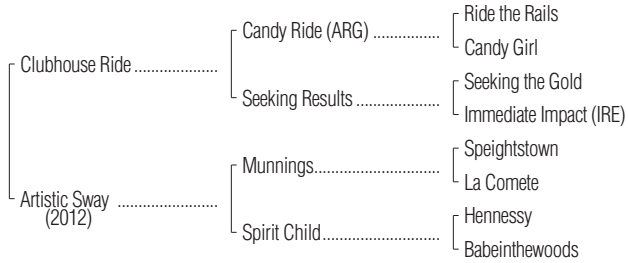 Ride the Rails
Candy Ride (ARG) ................
Candy Girl
Clubhouse Ride ....................
Seeking the Gold
Seeking Results ....................
Immediate Impact (IRE)
Speightstown
Munnings..............................
La Comete
Artistic Sway ........................
(2012)
Hennessy
Spirit Child............................
Babeinthewoods